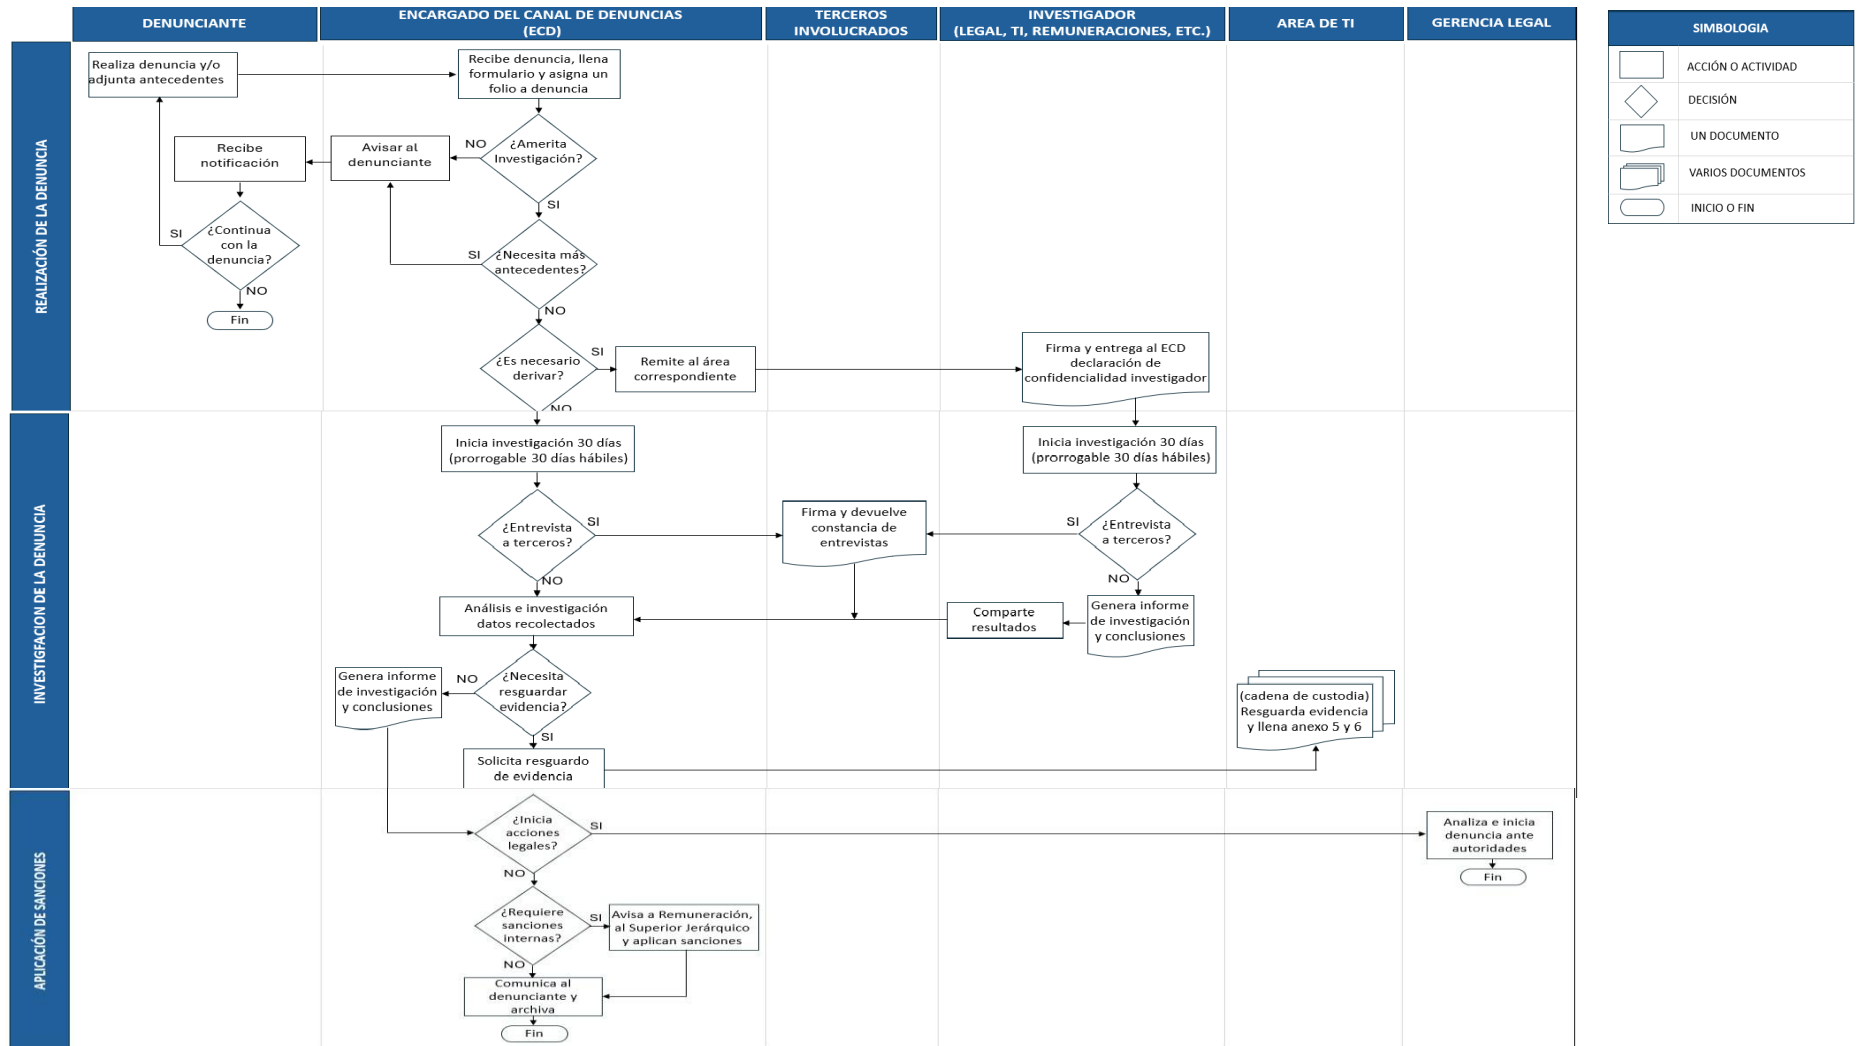 DENUNCIANTE
ENCARGADO DEL CANAL DE DENUNCIAS
(ECD)
TERCEROS
INVOLUCRADOS
INVESTIGADOR
(LEGAL, TI, REMUNERACIONES, ETC.)
AREA DE TI
GERENCIA LEGAL
SIMBOLOGIA
ACCIÓN O ACTIVIDAD
DECISIÓN
UN DOCUMENTO
VARIOS DOCUMENTOS
INICIO O FIN
REALIZACIÓN DE LA DENUNCIA
Realiza denuncia y/o
adjunta antecedentes
Recibe denuncia, llena
formulario y asigna un
folio a denuncia
¿Amerita
Investigación?
NO
SI
Avisar al
denunciante
Recibe
notificación
¿Continua
con la
denuncia?
SI
NO
Fin
¿Necesita más
antecedentes?
SI
NO
¿Es necesario
derivar?
SI
NO
Remite al área
correspondiente
Firma y entrega al ECD
declaración de
confidencialidad investigador
INVESTIGFACION DE LA DENUNCIA
Inicia investigación 30 días
(prorrogable 30 días hábiles)
Inicia investigación 30 días
(prorrogable 30 días hábiles)
¿Entrevista
a terceros?
SI
NO
Firma y devuelve
constancia de
entrevistas
¿Entrevista
a terceros?
SI
NO
Análisis e investigación
datos recolectados
Comparte
resultados
Genera informe
de investigación
y conclusiones
¿Necesita
resguardar
evidencia?
NO
SI
Genera informe
de investigación
y conclusiones
Solicita resguardo
de evidencia
(cadena de custodia)
Resguarda evidencia
y llena anexo 5 y 6
APLICACIÓN DE SANCIONES
¿Inicia
acciones
legales?
SI
NO
Analiza e inicia
denuncia ante
autoridades
Fin
¿Requiere
sanciones
internas?
SI
NO
Avisa a Remuneración,
al Superior Jerárquico
y aplican sanciones
Comunica al
denunciante y
archiva
Fin